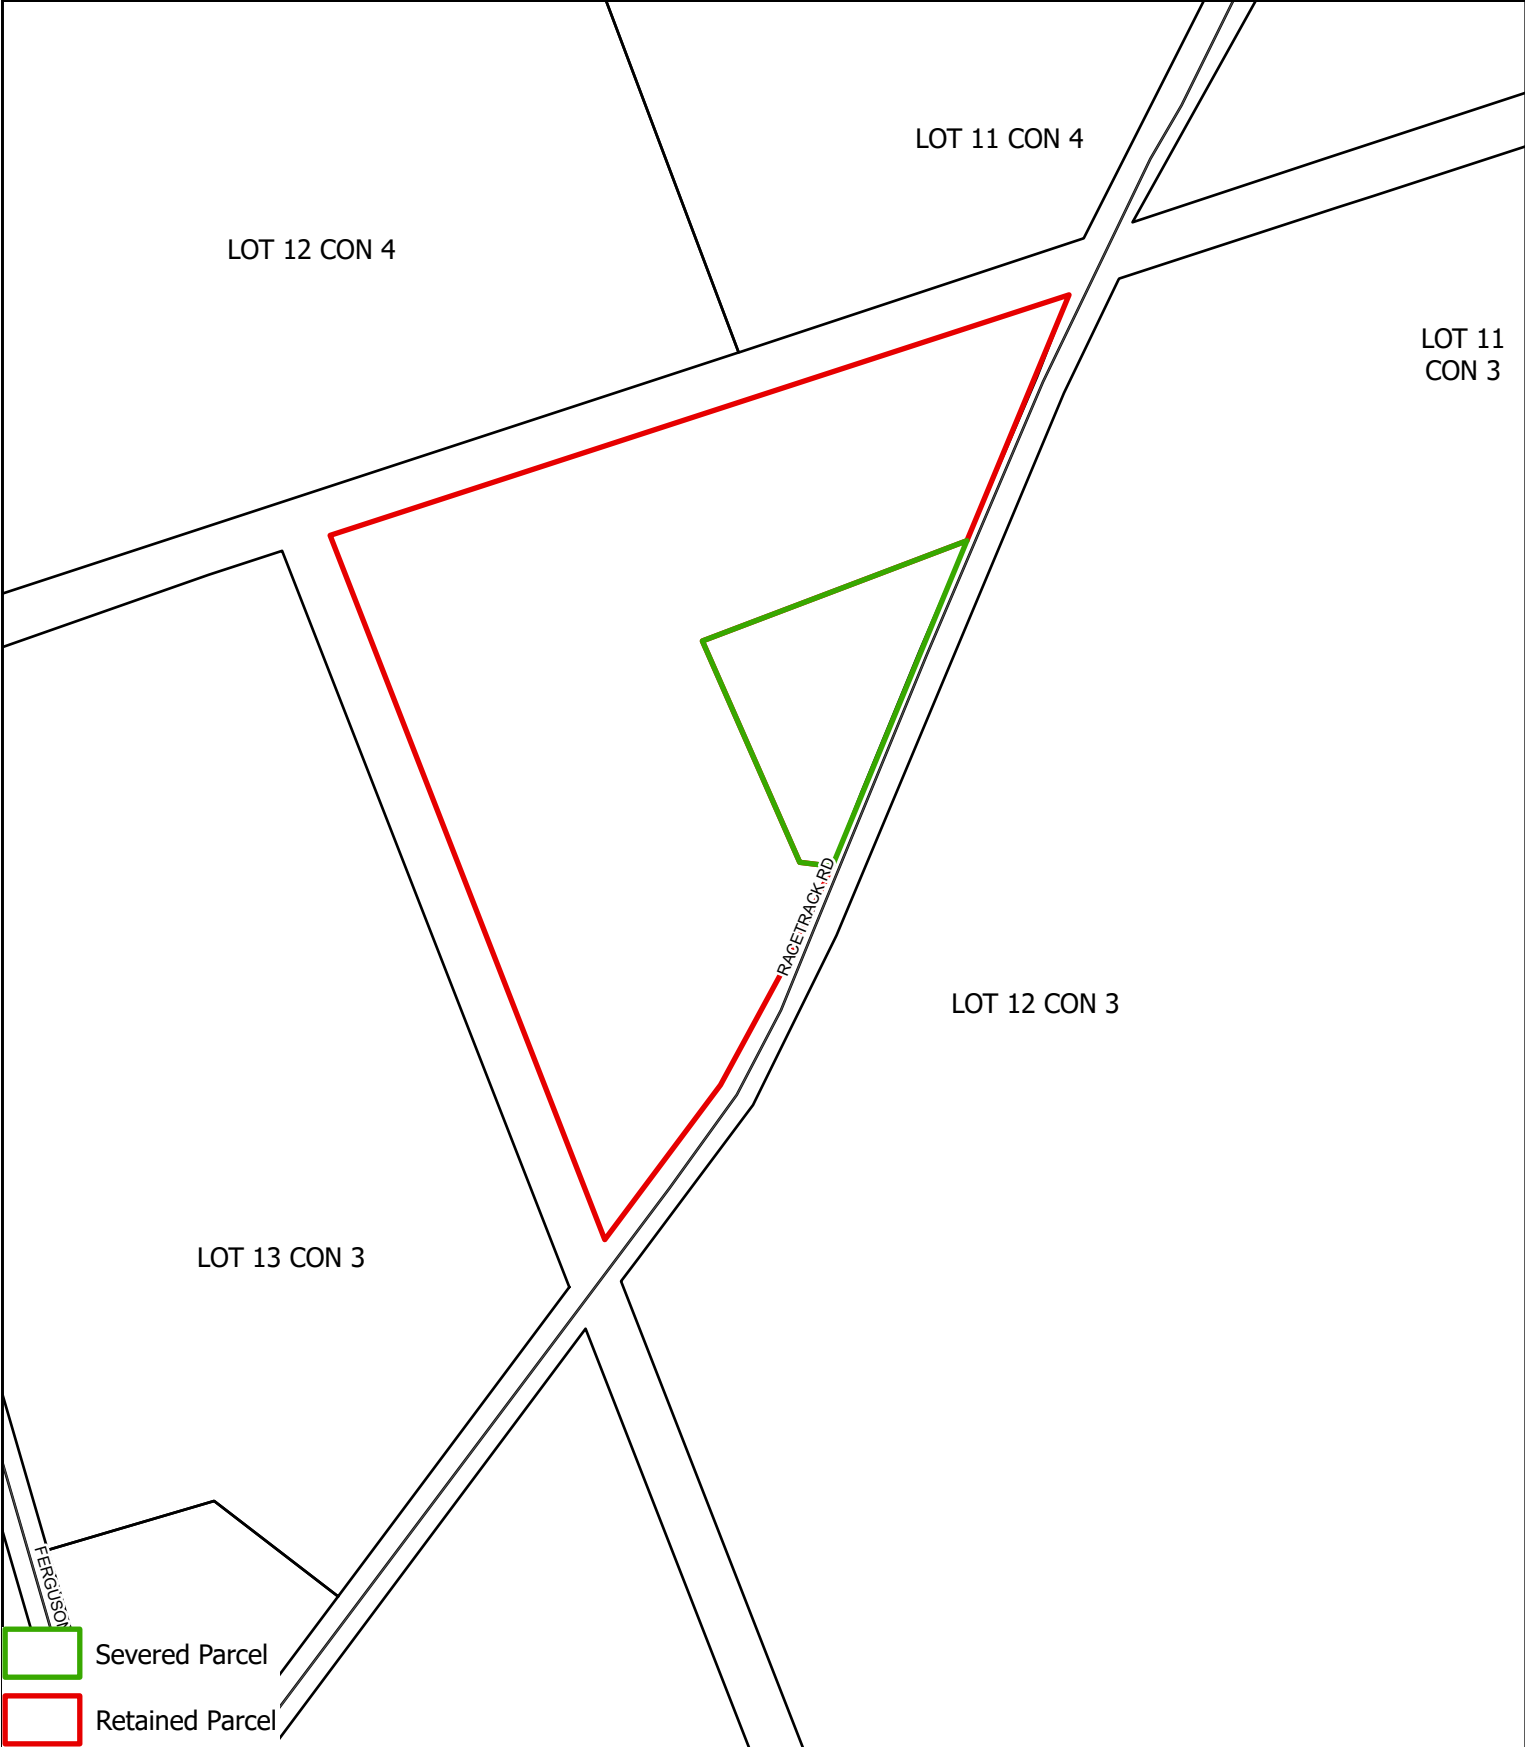 LOT 11 CON 4
LOT 12 CON 4
LOT 11
CON 3
RACETRACK RD
LOT 12 CON 3
LOT 13 CON 3
FERGUSON
Severed Parcel
Retained Parcel